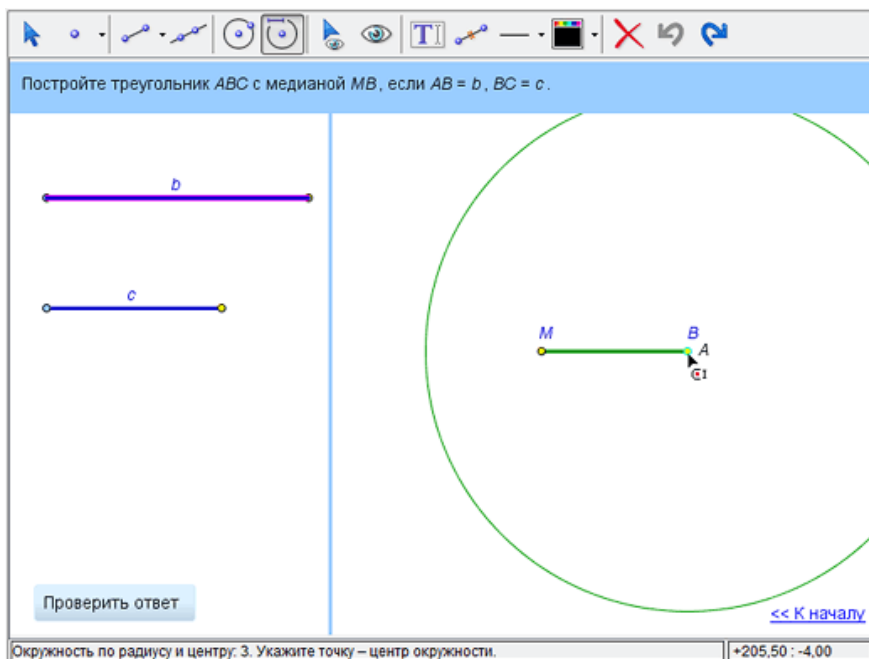 T
Постройте треугольник ABC с медианой MB, если AB = b, BC = c.
b
c
M
B
A
Проверить ответ
<< К началу
Окружность по радиусу и центру: 3. Укажите точку – центр окружности.
+205,50 : -4,00